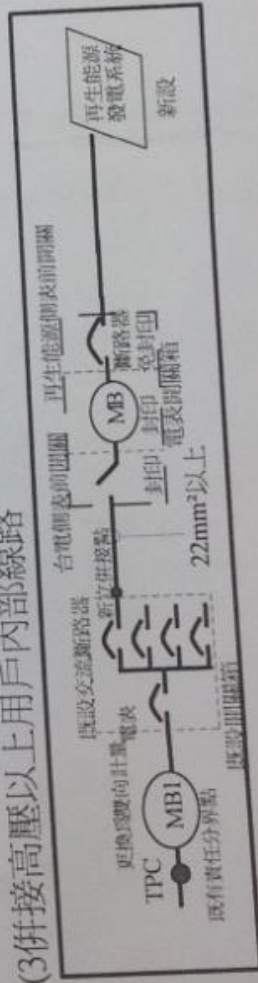 (3併接高壓以上用戶內部線路
再生能源
發電系統
新設
再生能源側表前開關
斷路器
免封印
MB
封印
電表開關箱
台電側表前開關
封印
新立併接點
22mm²以上
既設交流斷路器
既設開關箱
更換為雙向計量電表
TPC
MB1
既有責任分界點